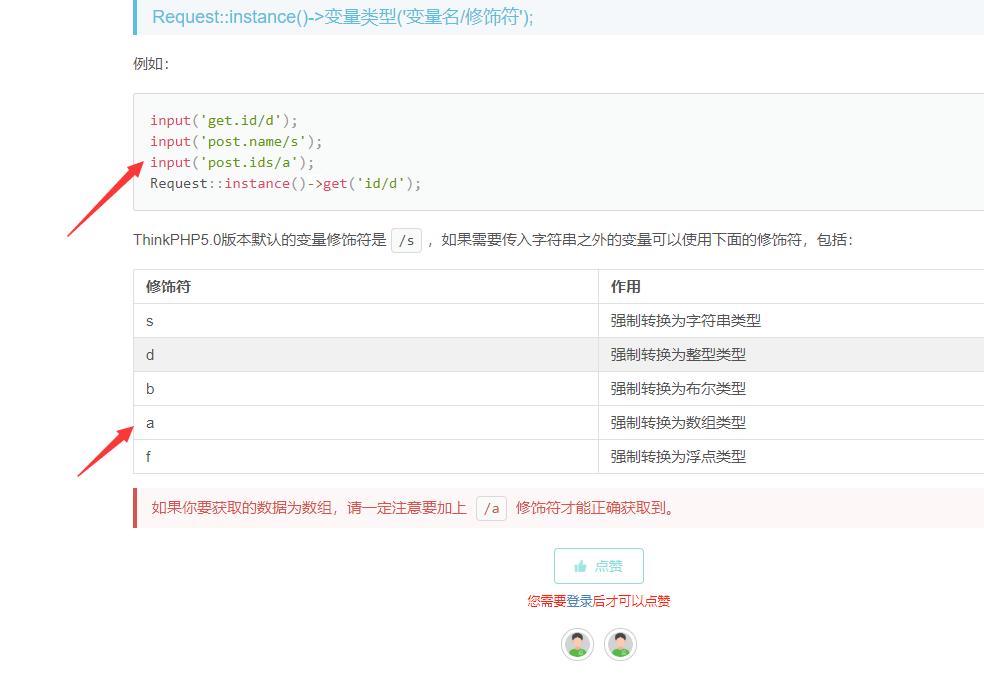 Request::instance()->变量类型('变量名/修饰符');
例如：
input('get.id/d');
input('post.name/s');
input('post.ids/a');
Request::instance()->get('id/d');
ThinkPHP5.0版本默认的变量修饰符是 /s ，如果需要传入字符串之外的变量可以使用下面的修饰符，包括：
修饰符 作用
s 强制转换为字符串类型
d 强制转换为整型类型
b 强制转换为布尔类型
a 强制转换为数组类型
f 强制转换为浮点类型
如果你要获取的数据为数组，请一定注意要加上 /a 修饰符才能正确获取到。
点赞
您需要登录后才可以点赞